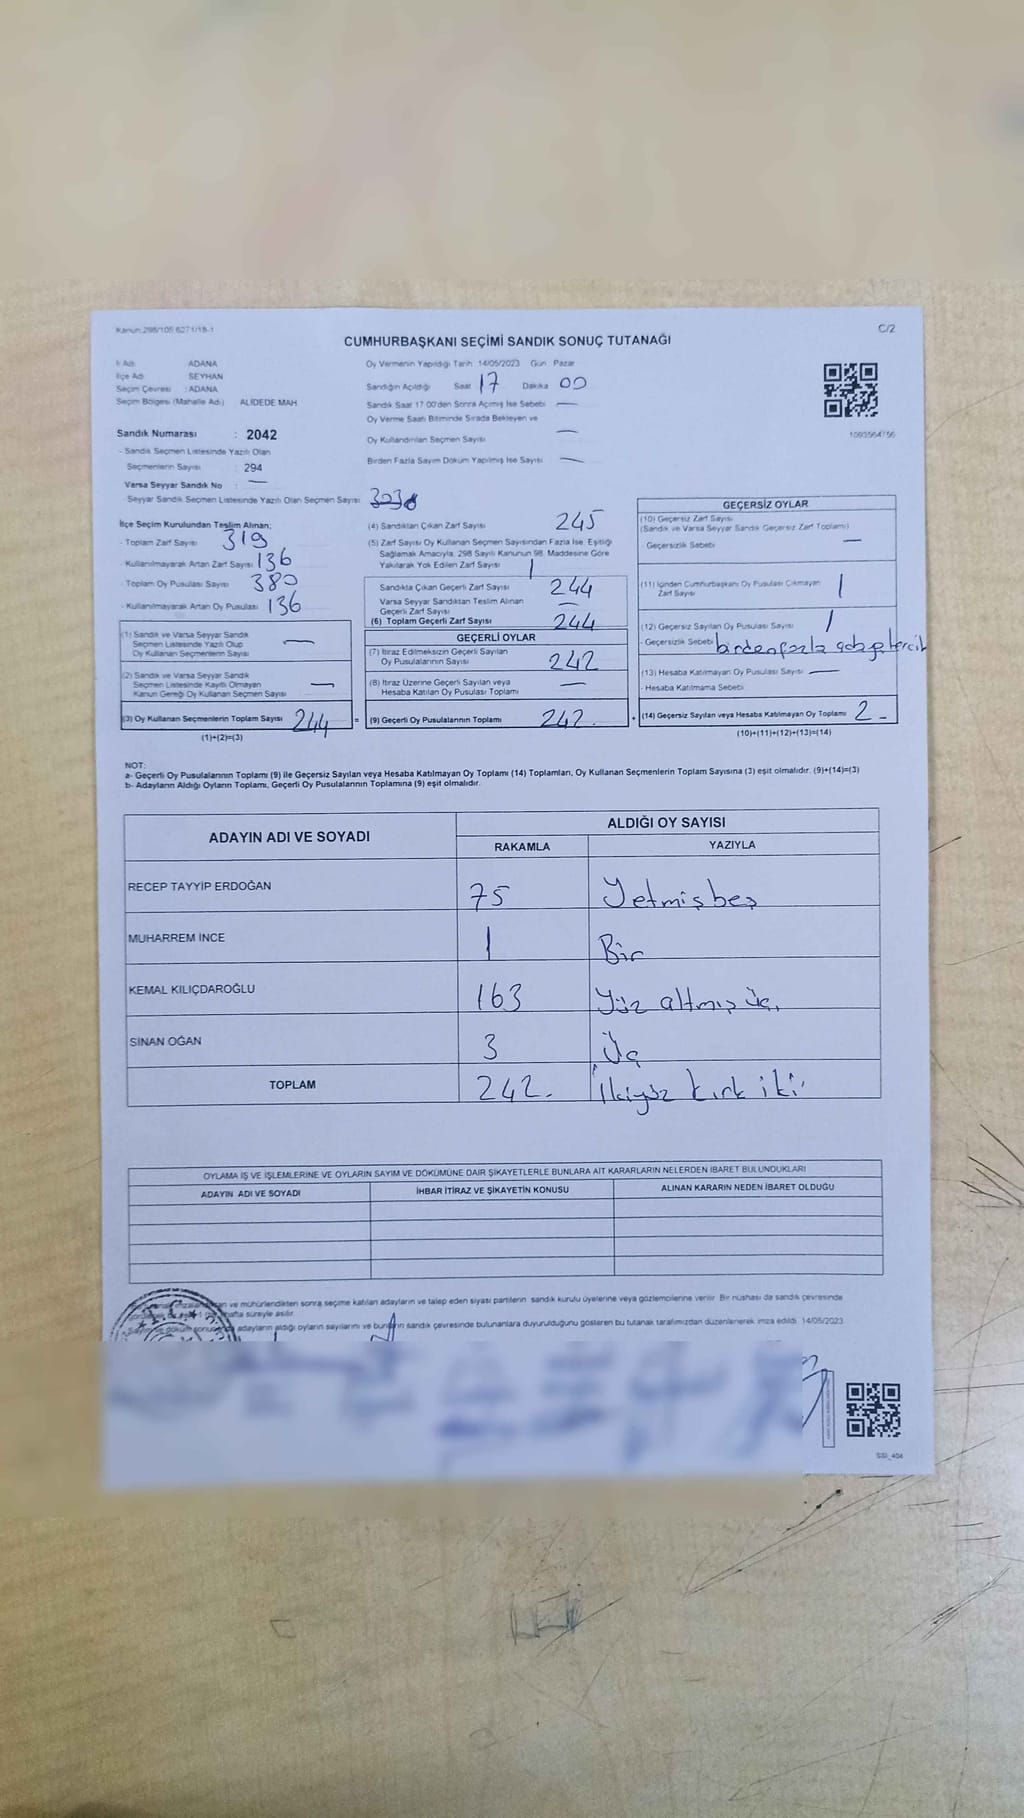 Kanun:298/105 6271/18-1
C/2
CUMHURBAŞKANI SEÇİMİ SANDIK SONUÇ TUTANAĞI
İl Adı ADANA
İlçe Adı SEYHAN
Seçim Çevresi : ADANA
Seçim Bölgesi (Mahalle Adı) ALİDEDE MAH
Sandık Numarası : 2042
- Sandık Seçmen Listesinde Yazılı Olan
Seçmenlerin Sayısı : 294
Varsa Seyyar Sandık No —
- Seyyar Sandık Seçmen Listesinde Yazılı Olan Seçmen Sayısı
Oy Vermenin Yapıldığı Tarih 14/05/2023 Gün Pazar
Sandığın Açıldığı Saat 17 Dakika 00
Sandık Saat 17:00'den Sonra Açılmış İse Sebebi —
Oy Verme Saati Bitiminde Sırada Bekleyen ve
Oy Kullandırılan Seçmen Sayısı —
Birden Fazla Sayım Döküm Yapılmış İse Sayısı —
1093564756
İlçe Seçim Kurulundan Teslim Alınan;
- Toplam Zarf Sayısı 319
- Kullanılmayarak Artan Zarf Sayısı 136
- Toplam Oy Pusulası Sayısı 380
- Kullanılmayarak Artan Oy Pusulası 136
(1) Sandık ve Varsa Seyyar Sandık
Seçmen Listesinde Yazılı Olup
Oy Kullanan Seçmenlerin Sayısı —
(2) Sandık ve Varsa Seyyar Sandık
Seçmen Listesinde Kayıtlı Olmayan
Kanun Gereği Oy Kullanan Seçmen Sayısı —
(3) Oy Kullanan Seçmenlerin Toplam Sayısı 244 =
(1)+(2)=(3)
(4) Sandıktan Çıkan Zarf Sayısı 245
(5) Zarf Sayısı Oy Kullanan Seçmen Sayısından Fazla İse, Eşitliği
Sağlamak Amacıyla, 298 Sayılı Kanunun 98. Maddesine Göre
Yakılarak Yok Edilen Zarf Sayısı 1
Sandıkta Çıkan Geçerli Zarf Sayısı 244
Varsa Seyyar Sandıktan Teslim Alınan
Geçerli Zarf Sayısı —
(6) Toplam Geçerli Zarf Sayısı 244
GEÇERLİ OYLAR
(7) İtiraz Edilmeksizin Geçerli Sayılan
Oy Pusulalarının Sayısı 242
(8) İtiraz Üzerine Geçerli Sayılan veya
Hesaba Katılan Oy Pusulası Toplamı —
(9) Geçerli Oy Pusulalarının Toplamı 242. +
GEÇERSİZ OYLAR
(10) Geçersiz Zarf Sayısı
(Sandık ve Varsa Seyyar Sandık Geçersiz Zarf Toplamı)
- Geçersizlik Sebebi —
(11) İçinden Cumhurbaşkanı Oy Pusulası Çıkmayan
Zarf Sayısı 1
(12) Geçersiz Sayılan Oy Pusulası Sayısı 1
- Geçersizlik Sebebi birden fazla
(13) Hesaba Katılmayan Oy Pusulası Sayısı —
- Hesaba Katılmama Sebebi
(14) Geçersiz Sayılan veya Hesaba Katılmayan Oy Toplamı 2 -
(10)+(11)+(12)+(13)=(14)
NOT:
a- Geçerli Oy Pusulalarının Toplamı (9) ile Geçersiz Sayılan veya Hesaba Katılmayan Oy Toplamı (14) Toplamları, Oy Kullanan Seçmenlerin Toplam Sayısına (3) eşit olmalıdır. (9)+(14)=(3)
b- Adayların Aldığı Oyların Toplamı, Geçerli Oy Pusulalarının Toplamına (9) eşit olmalıdır.
ADAYIN ADI VE SOYADI
ALDIĞI OY SAYISI
RAKAMLA YAZIYLA
RECEP TAYYİP ERDOĞAN 75 Yetmişbeş
MUHARREM İNCE 1 Bir
KEMAL KILIÇDAROĞLU 163 Yüz altmış üç.
SİNAN OĞAN 3 Üç
TOPLAM 242. İkiyüz kırk iki
OYLAMA İŞ VE İŞLEMLERİNE VE OYLARIN SAYIM VE DÖKÜMÜNE DAİR ŞİKAYETLERLE BUNLARA AİT KARARLARIN NELERDEN İBARET BULUNDUKLARI
ADAYIN ADI VE SOYADI İHBAR İTİRAZ VE ŞİKAYETİN KONUSU ALINAN KARARIN NEDEN İBARET OLDUĞU
ve mühürlendikten sonra seçime katılan adayların ve talep eden siyasi partilerin sandık kurulu üyelerine veya gözlemcilerine verilir. Bir nüshası da sandık çevresinde
hafta süreyle asılır.
adayların aldığı oyların sayılarını ve bunların sandık çevresinde bulunanlara duyurulduğunu gösteren bu tutanak tarafımızdan düzenlenerek imza edildi. 14/05/2023